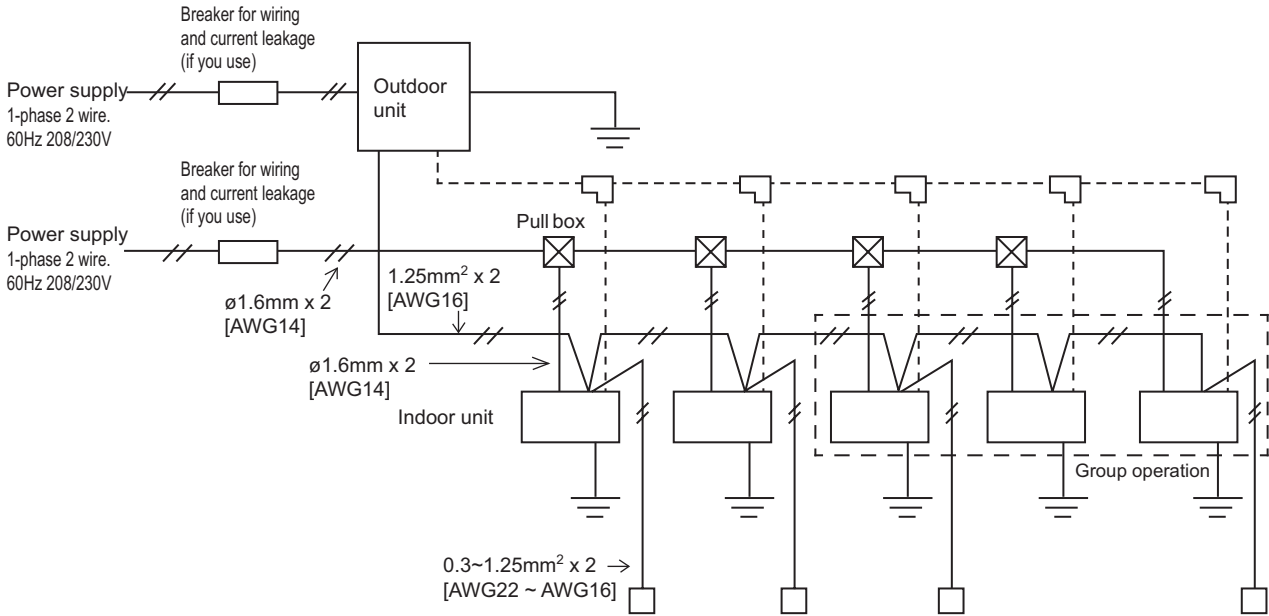 Breaker for wiring
and current leakage
(if you use)
Power supply
1-phase 2 wire.
60Hz 208/230V
Outdoor
unit
Breaker for wiring
and current leakage
(if you use)
Power supply
1-phase 2 wire.
60Hz 208/230V
Pull box
ø1.6mm x 2
[AWG14]
1.25mm² x 2
[AWG16]
ø1.6mm x 2
[AWG14]
Indoor unit
Group operation
0.3~1.25mm² x 2
[AWG22 ~ AWG16]